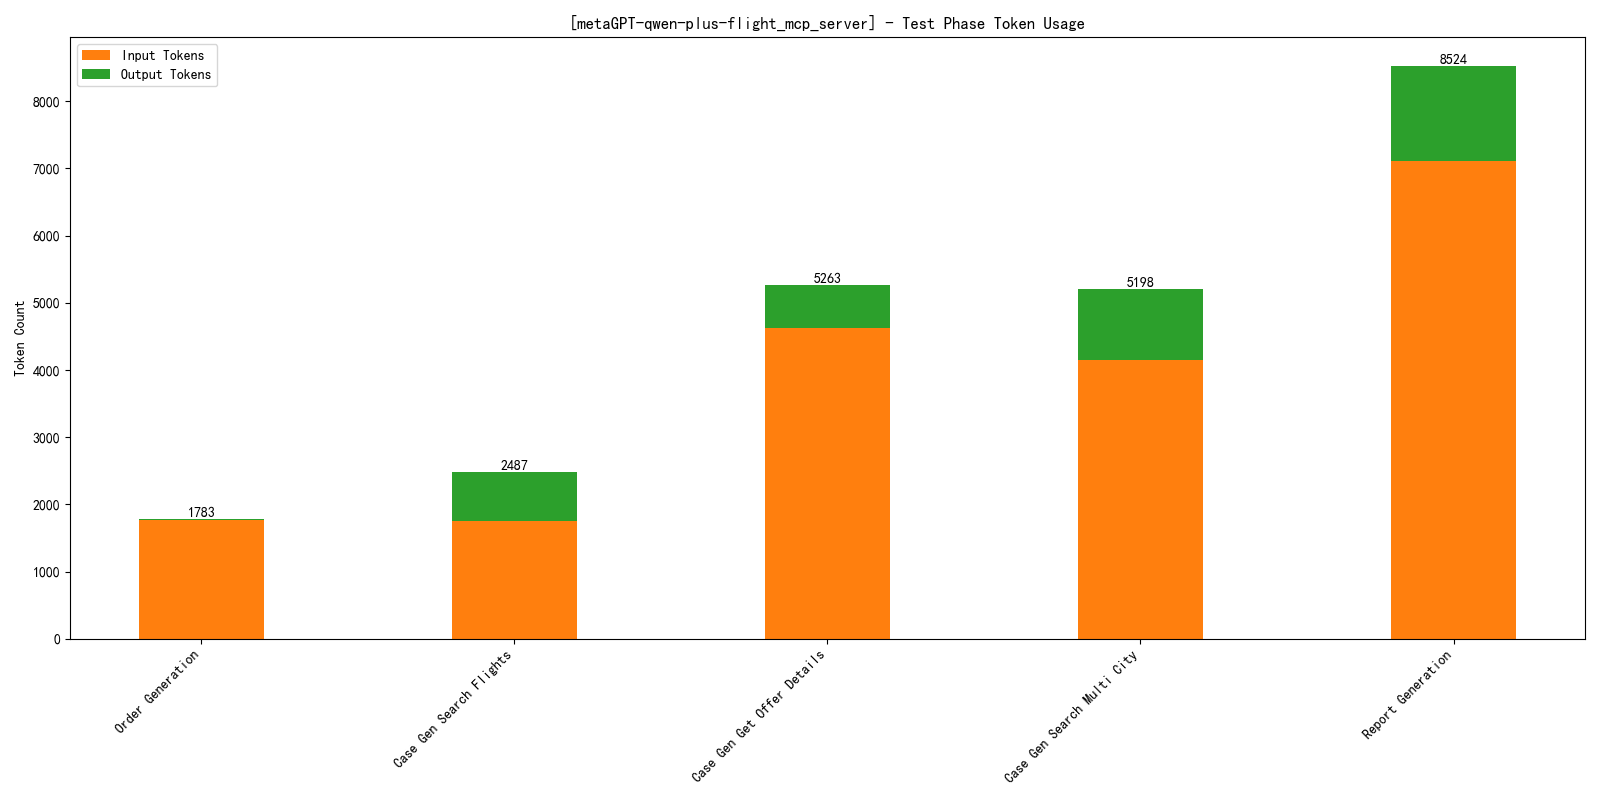 [metaGPT-qwen-plus-flight_mcp_server] - Test Phase Token Usage
Input Tokens
Output Tokens
Token Count
8000
7000
6000
5000
4000
3000
2000
1000
0
1783
2487
5263
5198
8524
Order Generation
Case Gen Search Flights
Case Gen Get Offer Details
Case Gen Search Multi City
Report Generation